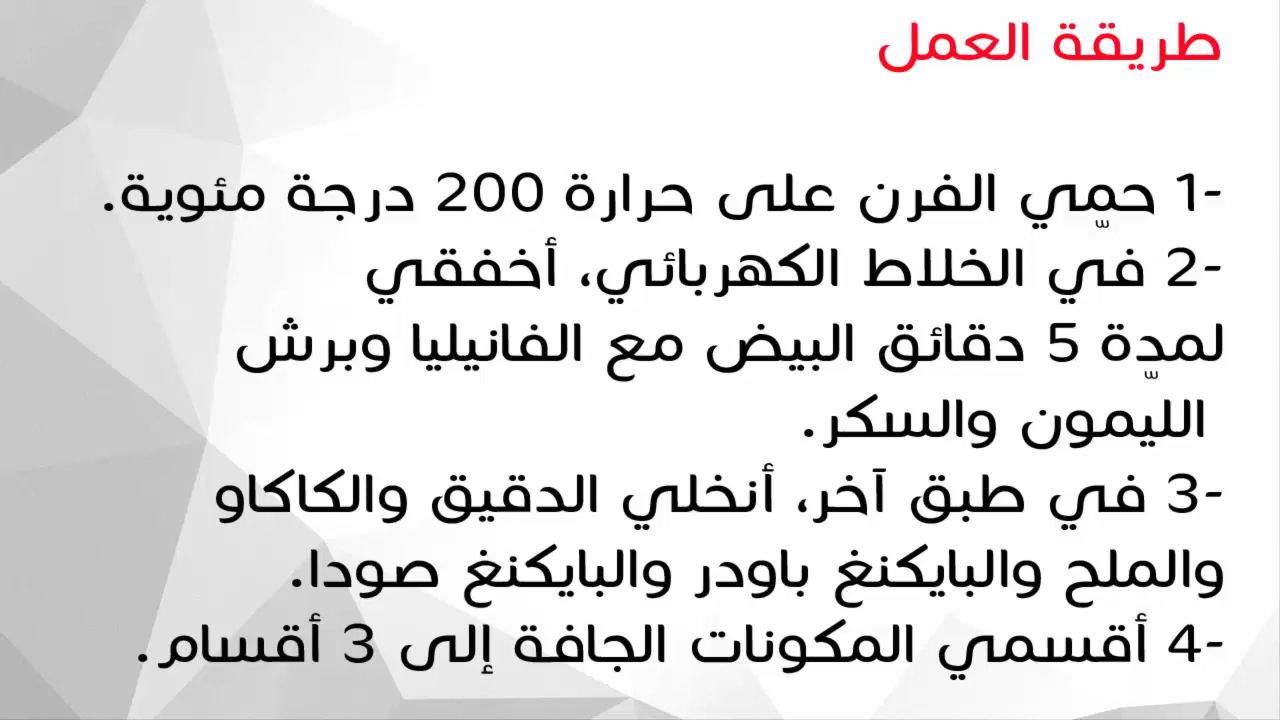 طريقة العمل
1- حمّي الفرن على حرارة 200 درجة مئوية.
2- في الخلاط الكهربائي، أخفقي
لمدّة 5 دقائق البيض مع الفانيليا وبرش
الليمون والسكر.
3- في طبق آخر، أنخلي الدقيق والكاكاو
والملح والبايكنغ باودر والبايكنغ صودا.
4- أقسمي المكونات الجافة إلى 3 أقسام.